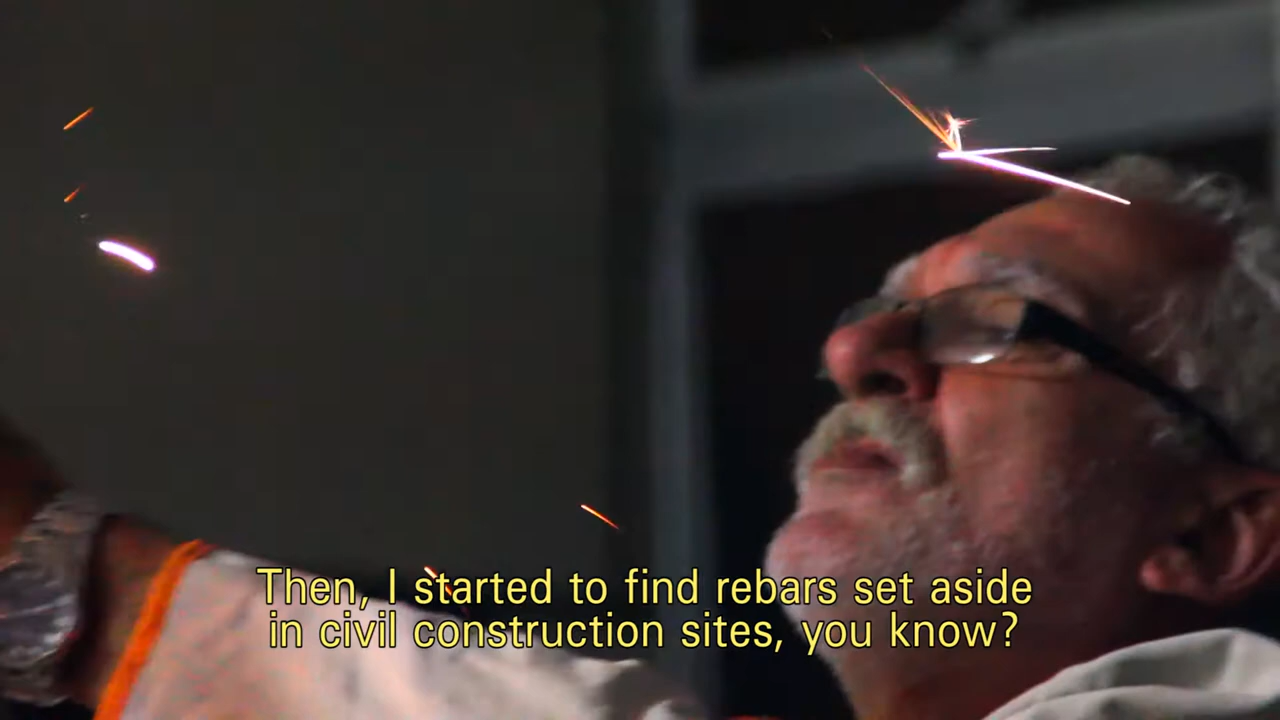 Then, I started to find rebars set aside
in civil construction sites, you know?